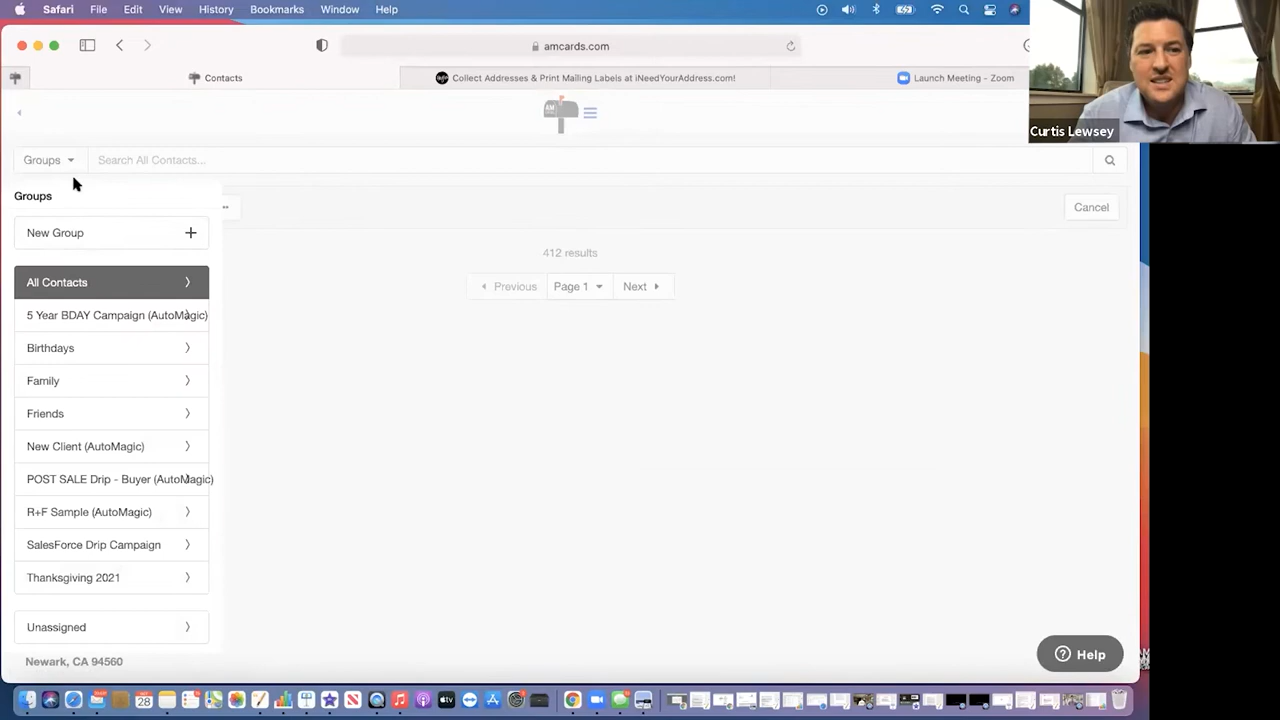 Safari File Edit View History Bookmarks Window Help
amcards.com
Contacts Collect Addresses & Print Mailing Labels at iNeedYourAddress.com! Launch Meeting - Zoom
Curtis Lewsey
AM
Groups Search All Contacts...
Groups
Cancel
New Group
412 results
All Contacts
Previous Page 1 Next
5 Year BDAY Campaign (AutoMagic)
Birthdays
Family
Friends
New Client (AutoMagic)
POST SALE Drip - Buyer (AutoMagic)
R+F Sample (AutoMagic)
SalesForce Drip Campaign
Thanksgiving 2021
Unassigned
Help
Newark, CA 94560
28